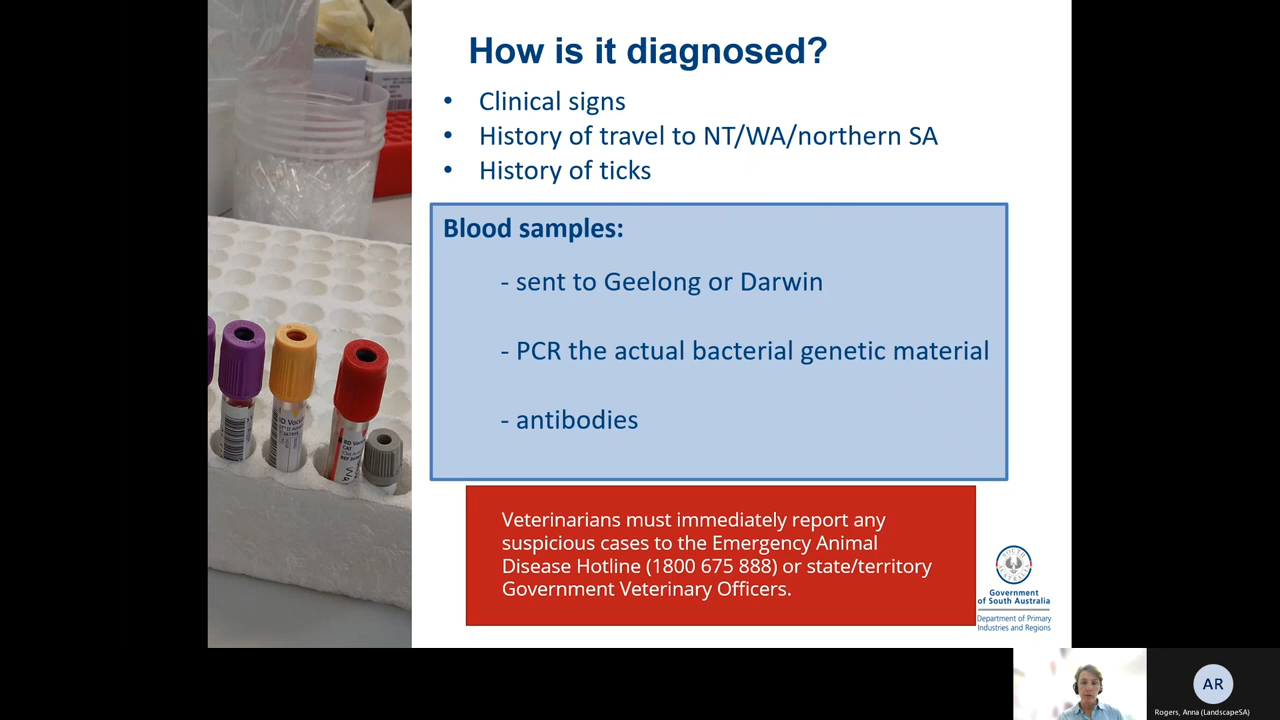 How is it diagnosed?
• Clinical signs
• History of travel to NT/WA/northern SA
• History of ticks
Blood samples:
- sent to Geelong or Darwin
- PCR the actual bacterial genetic material
- antibodies
Veterinarians must immediately report any
suspicious cases to the Emergency Animal
Disease Hotline (1800 675 888) or state/territory
Government Veterinary Officers.
SOUTH
AUSTRALIA
Government
of South Australia
Department of Primary
Industries and Regions
AR
Rogers, Anna (LandscapeSA)